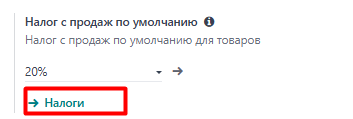 Налог с продаж по умолчанию
Налог с продаж по умолчанию для товаров
20%
Налоги